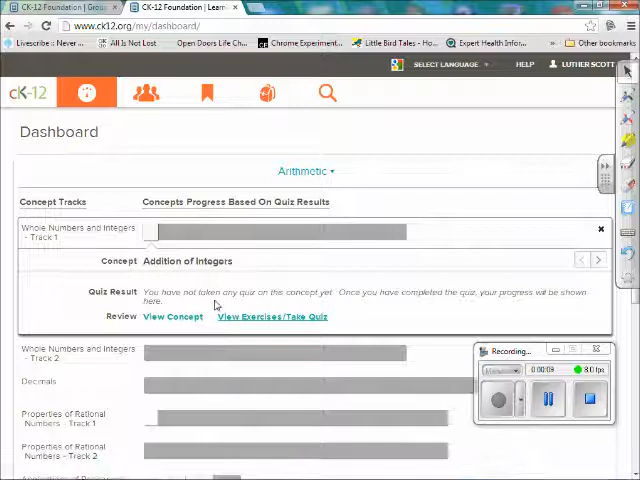 CK-12 Foundation | Grou
CK-12 Foundation | Learn
www.ck12.org/my/dashboard/
Livescribe :: Never ...
All Is Not Lost
Open Doors Life Ch...
Chrome Experiment...
Little Bird Tales - Ho...
Expert Health Infor...
»
Other bookmarks
SELECT LANGUAGE
HELP
LUTHER SCOTT
cK-12
Dashboard
Arithmetic
Concept Tracks
Concepts Progress Based On Quiz Results
Whole Numbers and Integers
- Track 1
Concept
Addition of Integers
Quiz Result
You have not taken any quiz on this concept yet. Once you have completed the quiz, your progress will be shown
here.
Review
View Concept
View Exercises/Take Quiz
Whole Numbers and Integers
- Track 2
Decimals
Properties of Rational
Numbers - Track 1
Properties of Rational
Numbers - Track 2
Recording...
0:00:09
8.0 fps